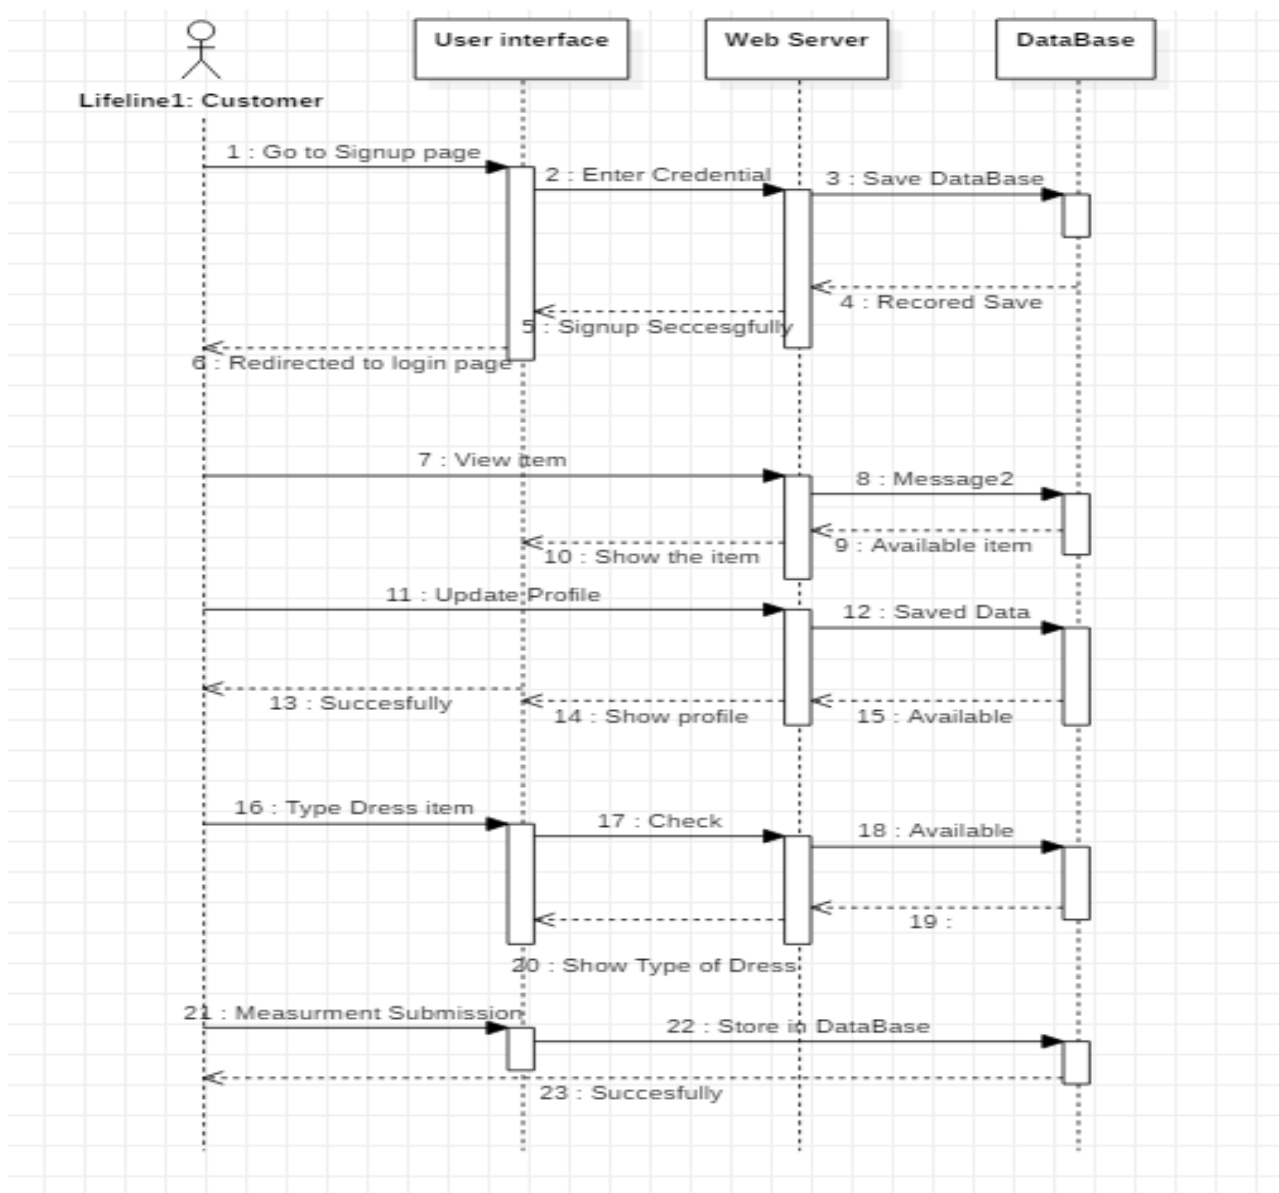 User interface
Web Server
DataBase
Lifeline1: Customer
1 : Go to Signup page
2 : Enter Credential
3 : Save DataBase
4 : Recored Save
5 : Signup Seccesgfully
6 : Redirected to login page
7 : View item
8 : Message2
9 : Available item
10 : Show the item
11 : Update Profile
12 : Saved Data
13 : Succesfully
14 : Show profile
15 : Available
16 : Type Dress item
17 : Check
18 : Available
19 :
20 : Show Type of Dress
21 : Measurment Submission
22 : Store in DataBase
23 : Succesfully